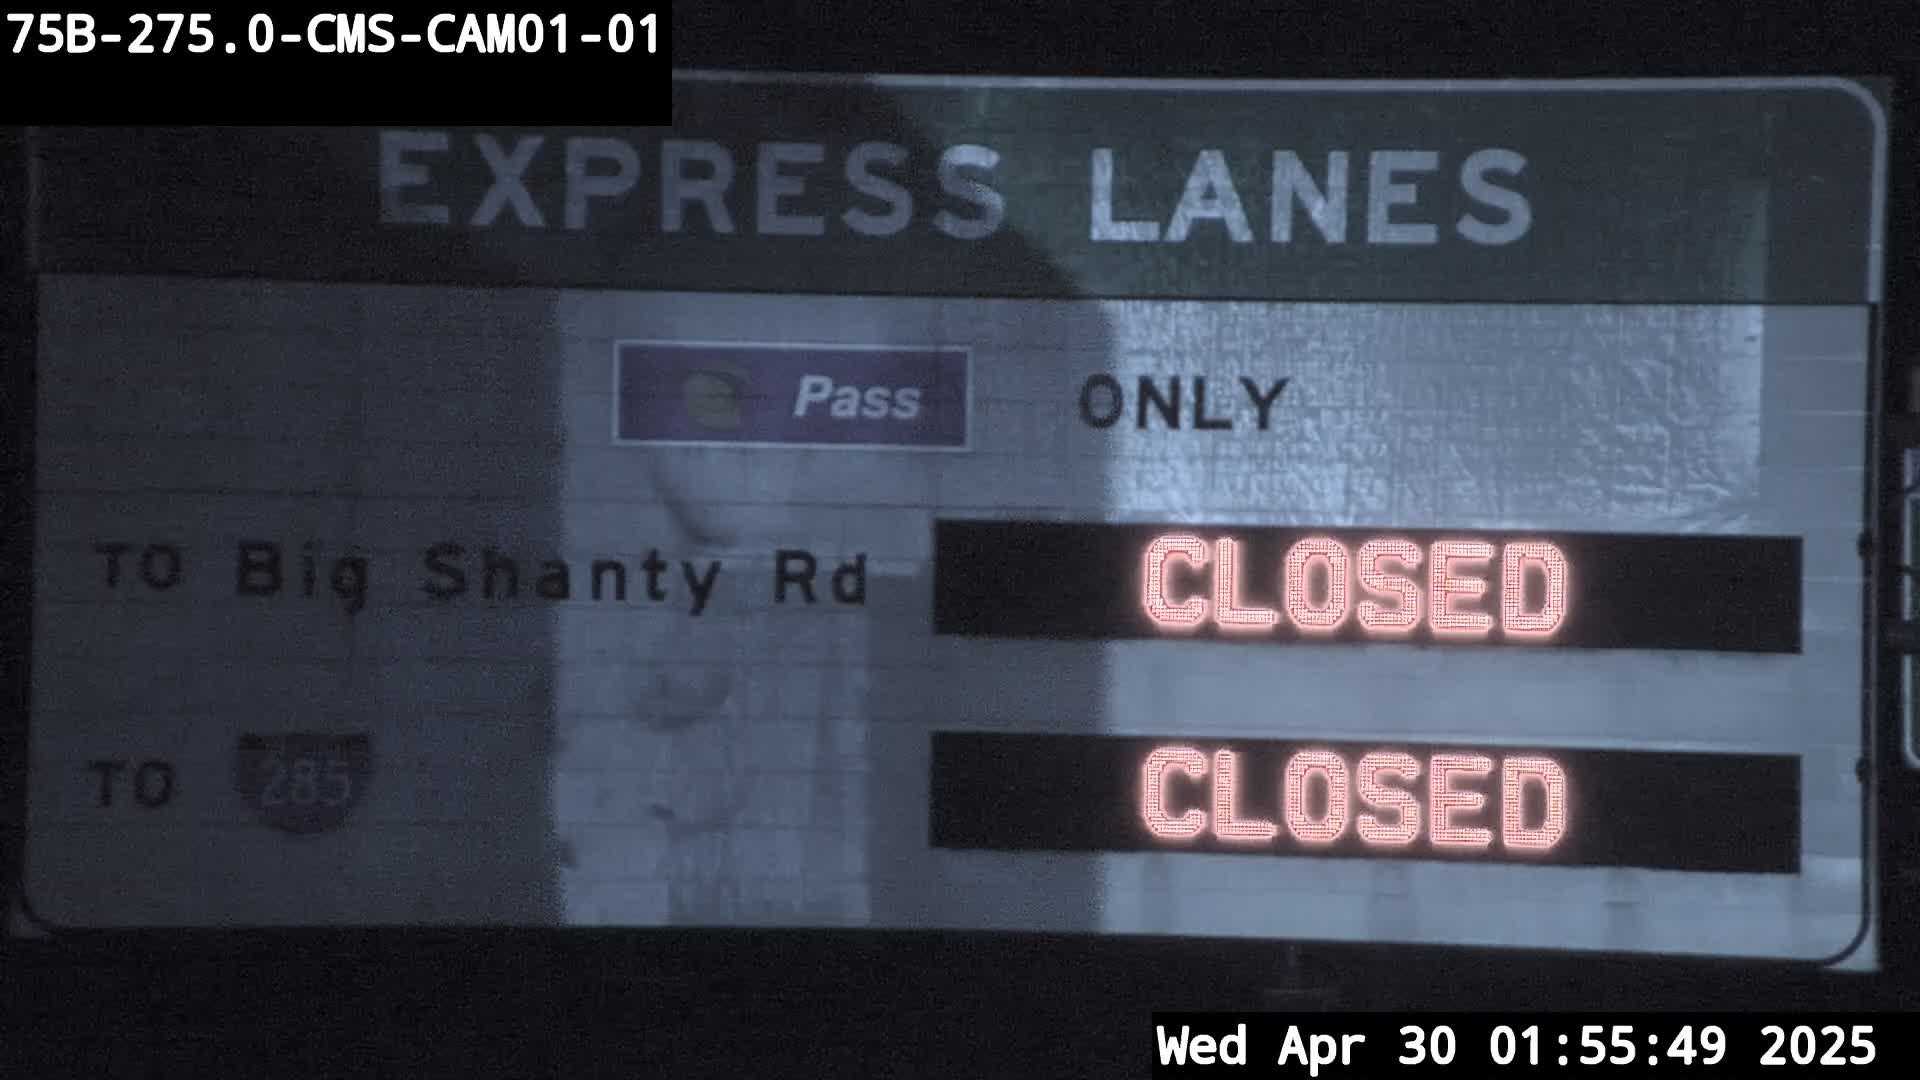 75B-275.0-CMS-CAM01-01
EXPRESS LANES
Pass ONLY
TO Big Shanty Rd CLOSED
TO 285 CLOSED
Wed Apr 30 01:55:49 2025